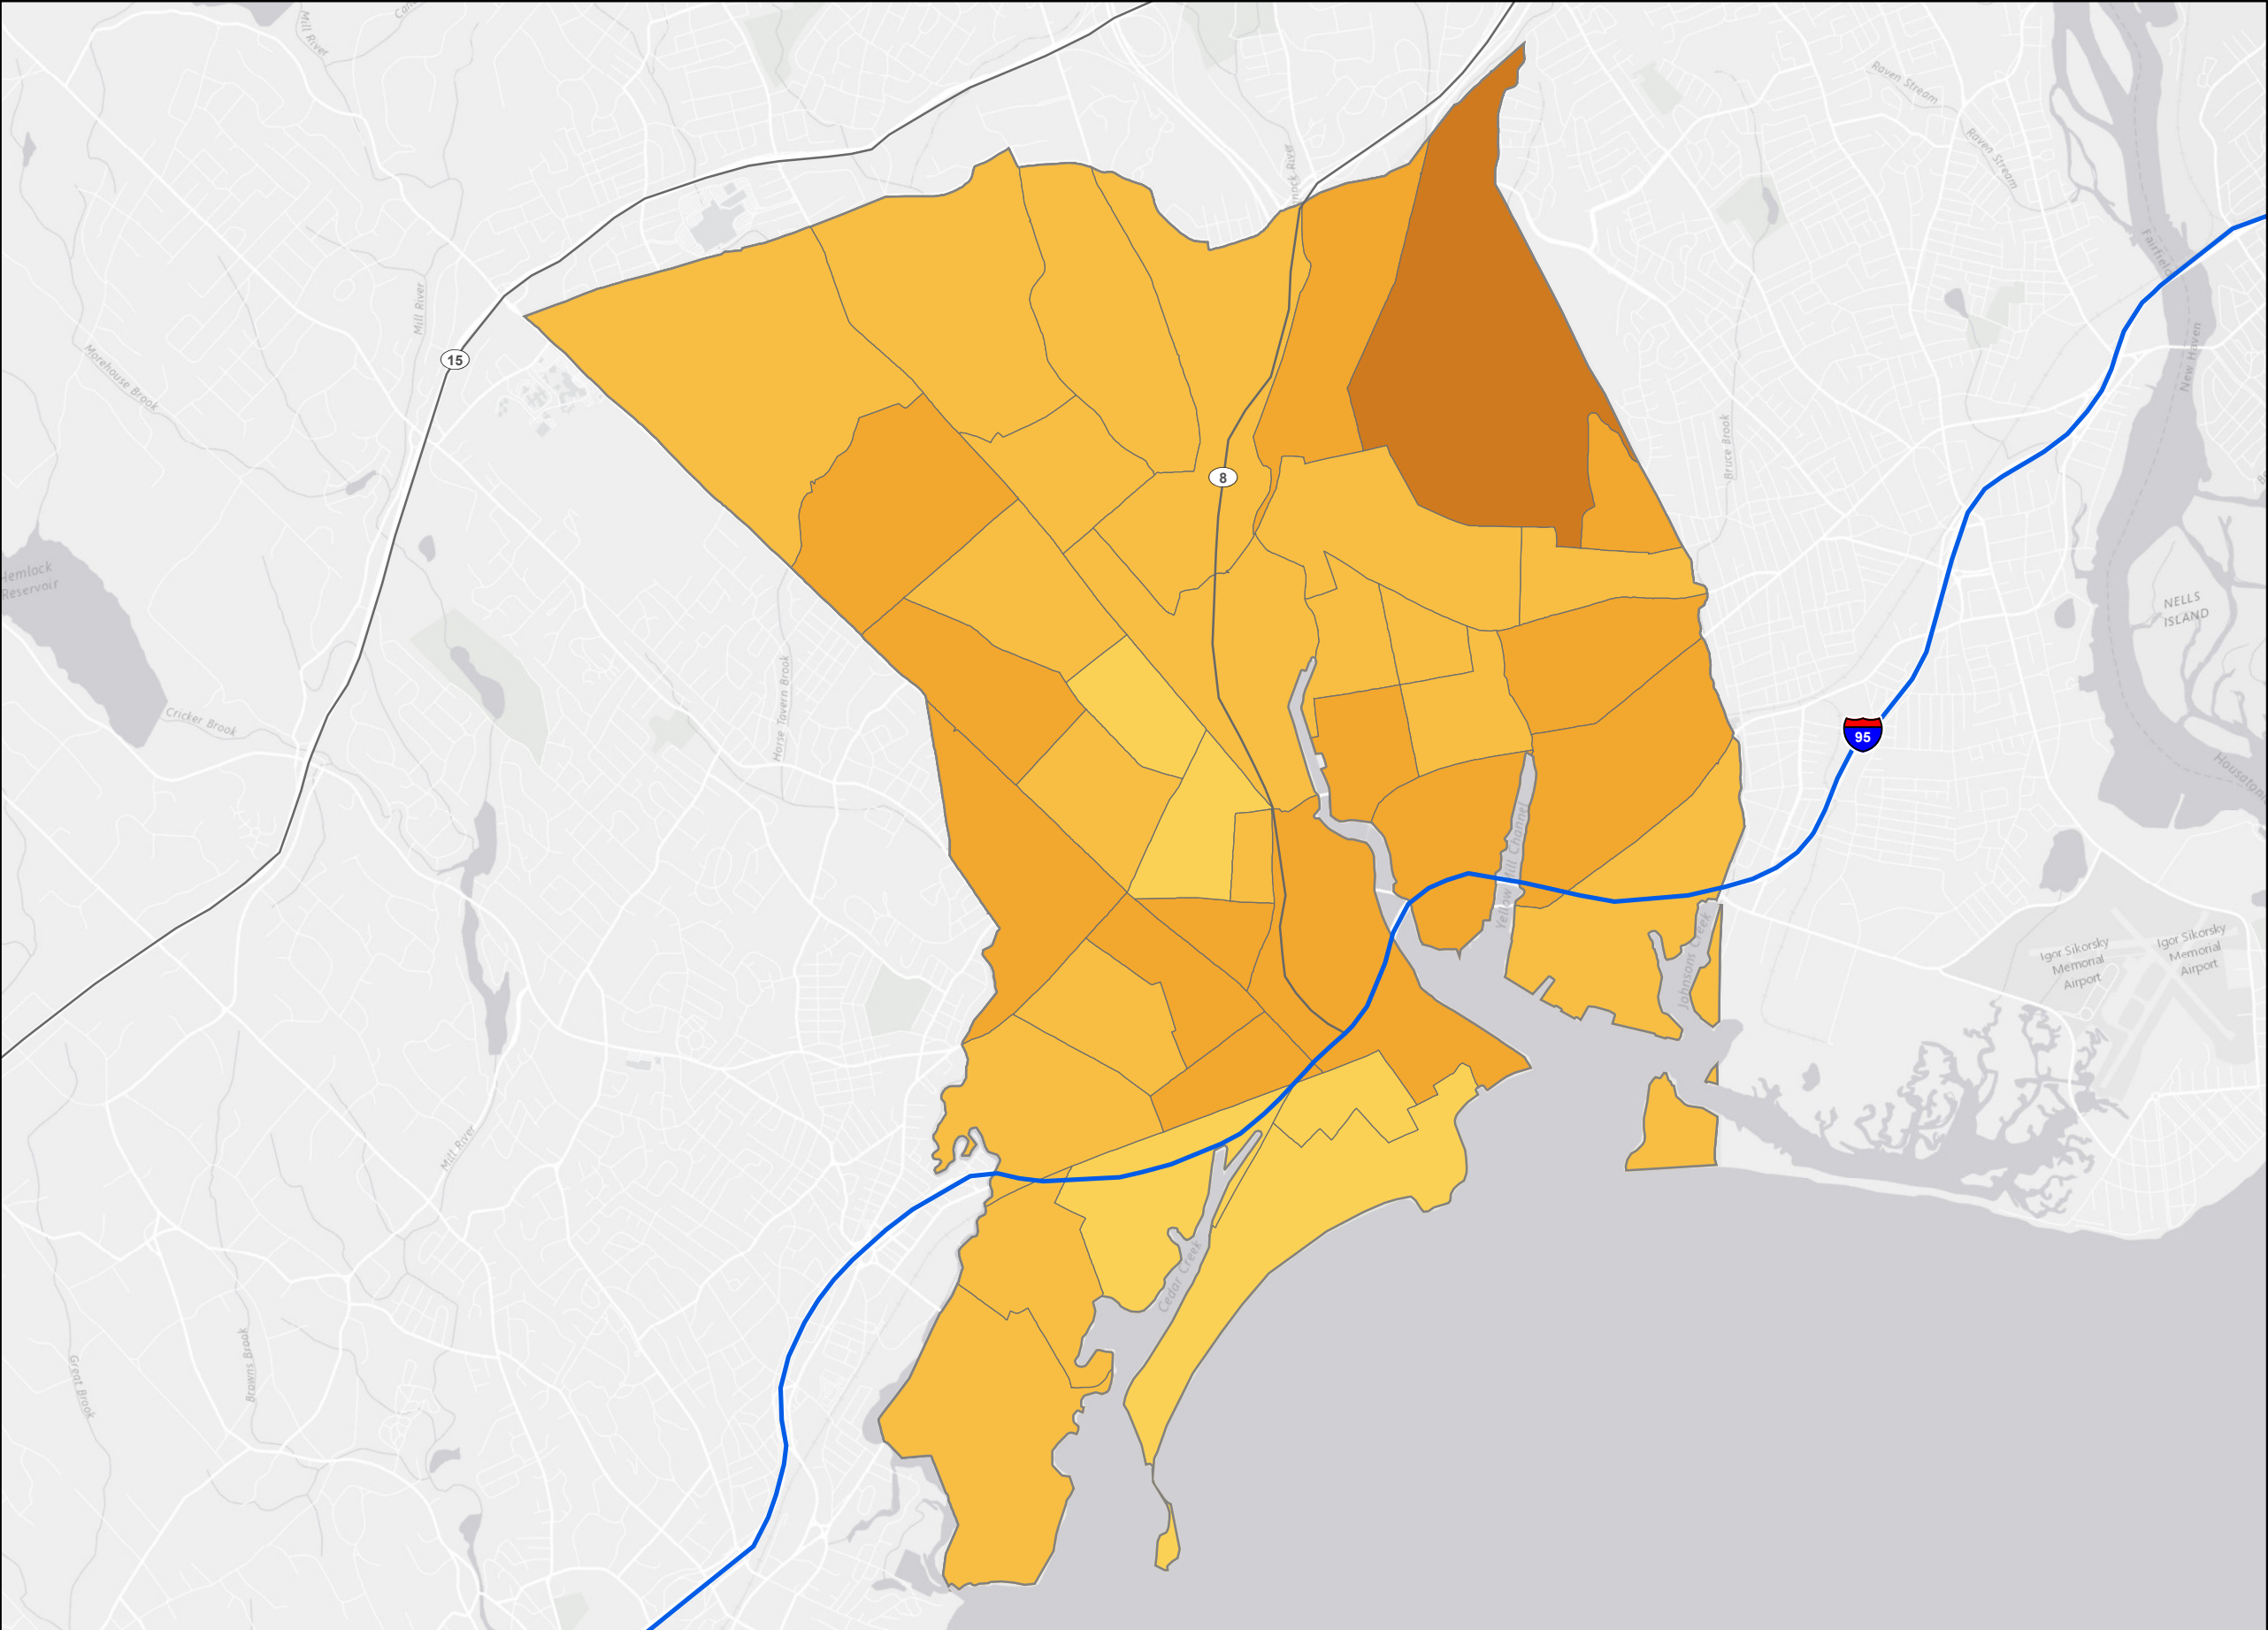 Mill River
Raven Stream
Raven Stream
Fairfield
New Haven
Mill River
15
Morehouse Brook
8
Bruce Brook
Hemlock
Reservoir
NELLS
ISLAND
Cricker Brook
Horse Tavern Brook
95
Housaton
Yellow Mill Channel
Johnsons Creek
Igor Sikorsky
Memorial
Airport
Igor Sikorsky
Memorial
Airport
Mill River
Cedar Creek
Browns Brook
Great Brook